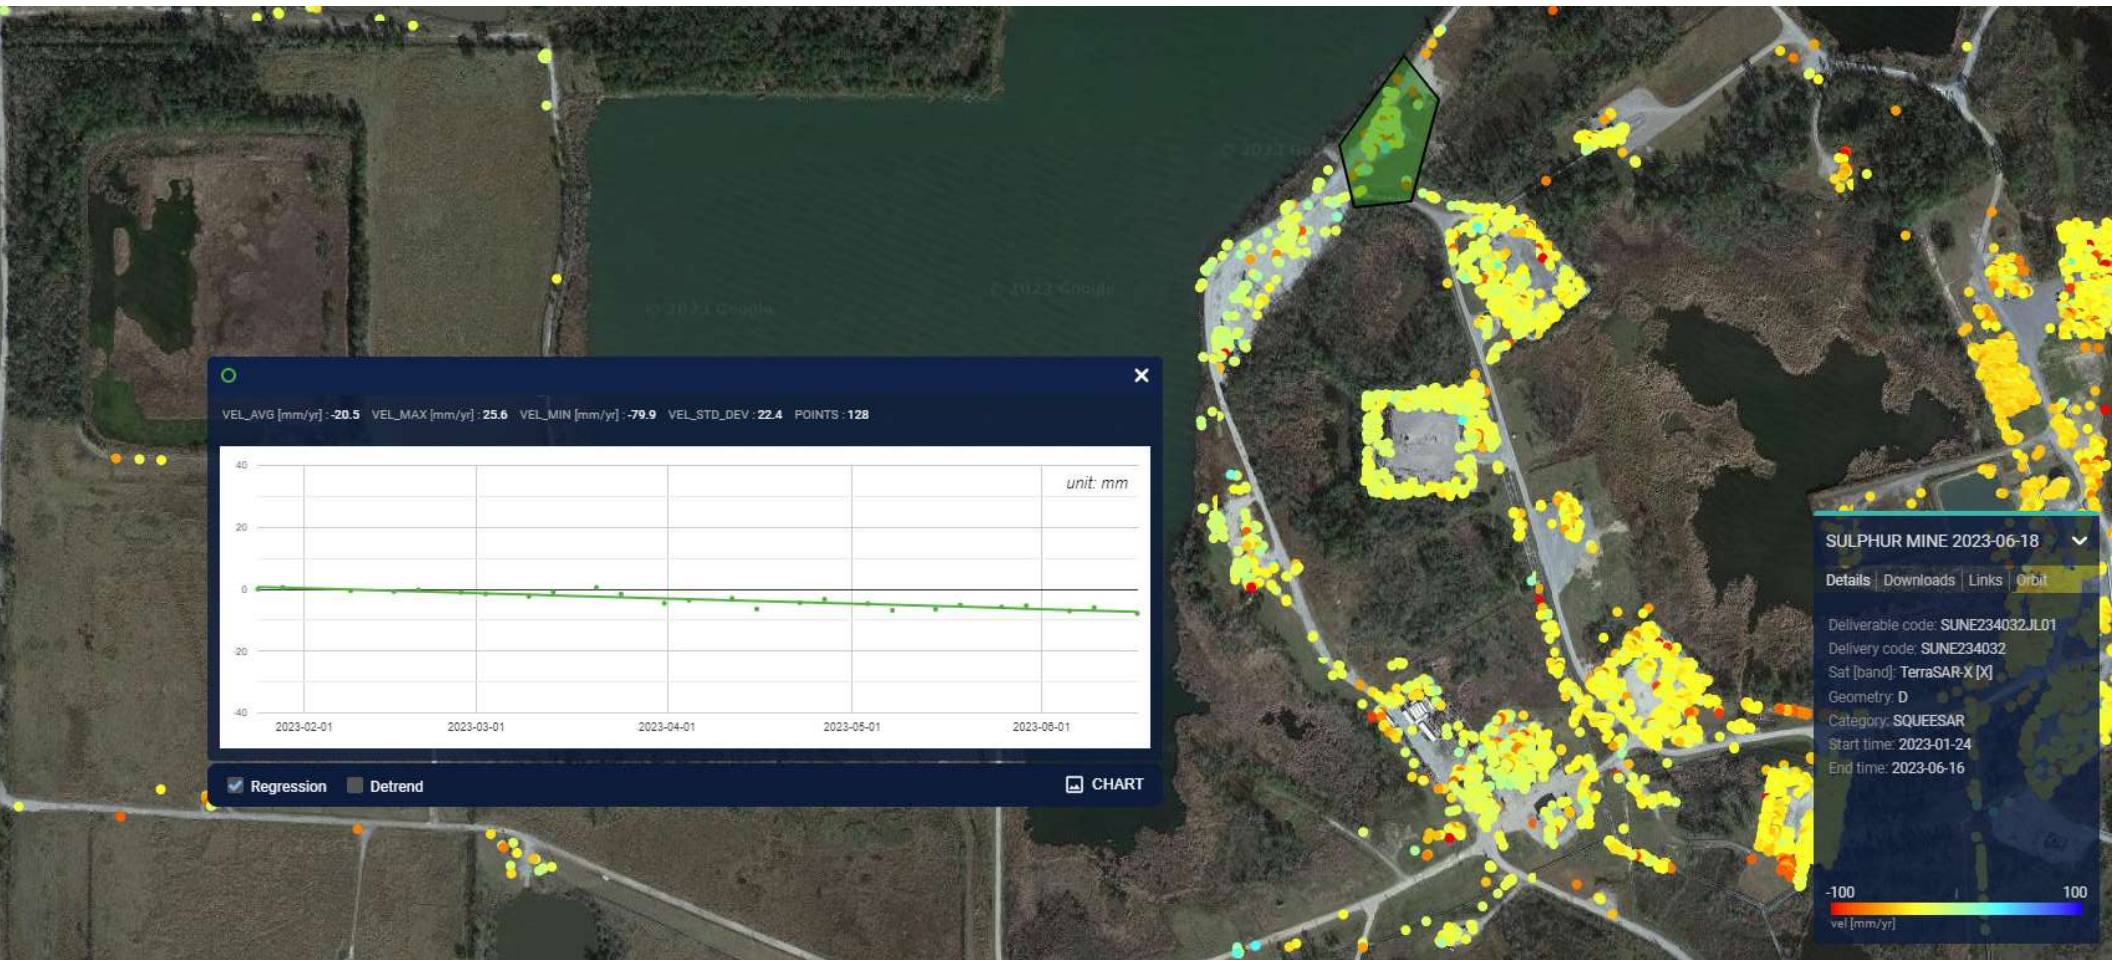 © 2023 Google
© 2023 Google
VEL_AVG [mm/yr] : -20.5 VEL_MAX [mm/yr] : 25.6 VEL_MIN [mm/yr] : -79.9 VEL_STD_DEV : 22.4 POINTS : 128
unit: mm
40
20
0
-20
-40
2023-02-01 2023-03-01 2023-04-01 2023-05-01 2023-06-01
Regression Detrend CHART
SULPHUR MINE 2023-06-18
Details Downloads Links Orbit
Deliverable code: SUNE234032JL01
Delivery code: SUNE234032
Sat [band]: TerraSAR-X [X]
Geometry: D
Category: SQUEESAR
Start time: 2023-01-24
End time: 2023-06-16
-100 100
vel [mm/yr]